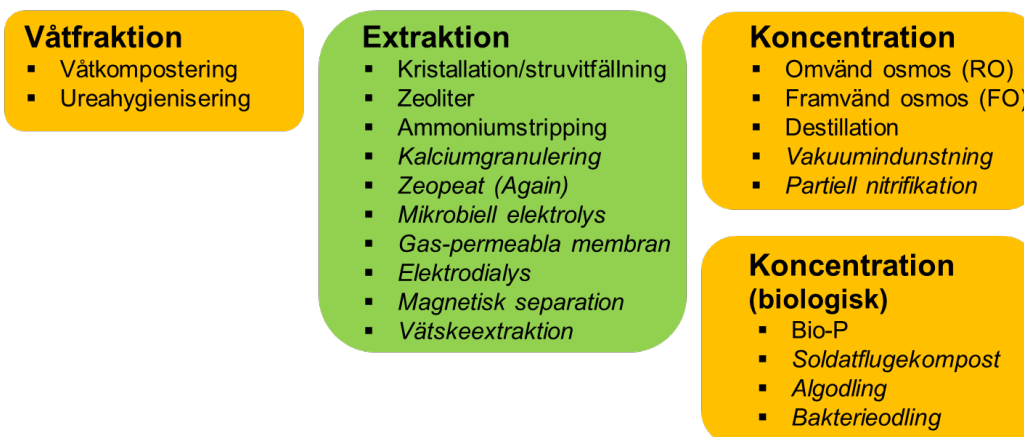 Våtfraktion
▪ Våtkompostering
▪ Ureahygienisering
Extraktion
▪ Kristallation/struvitfällning
▪ Zeoliter
▪ Ammoniumstripping
▪ Kalciumgranulering
▪ Zeopeat (Again)
▪ Mikrobiell elektrolys
▪ Gas-permeabla membran
▪ Elektrodialys
▪ Magnetisk separation
▪ Vätskeextraktion
Koncentration
▪ Omvänd osmos (RO)
▪ Framvänd osmos (FO)
▪ Destillation
▪ Vakuumindunstning
▪ Partiell nitrifikation
Koncentration
(biologisk)
▪ Bio-P
▪ Soldatflugekompost
▪ Algodling
▪ Bakterieodling